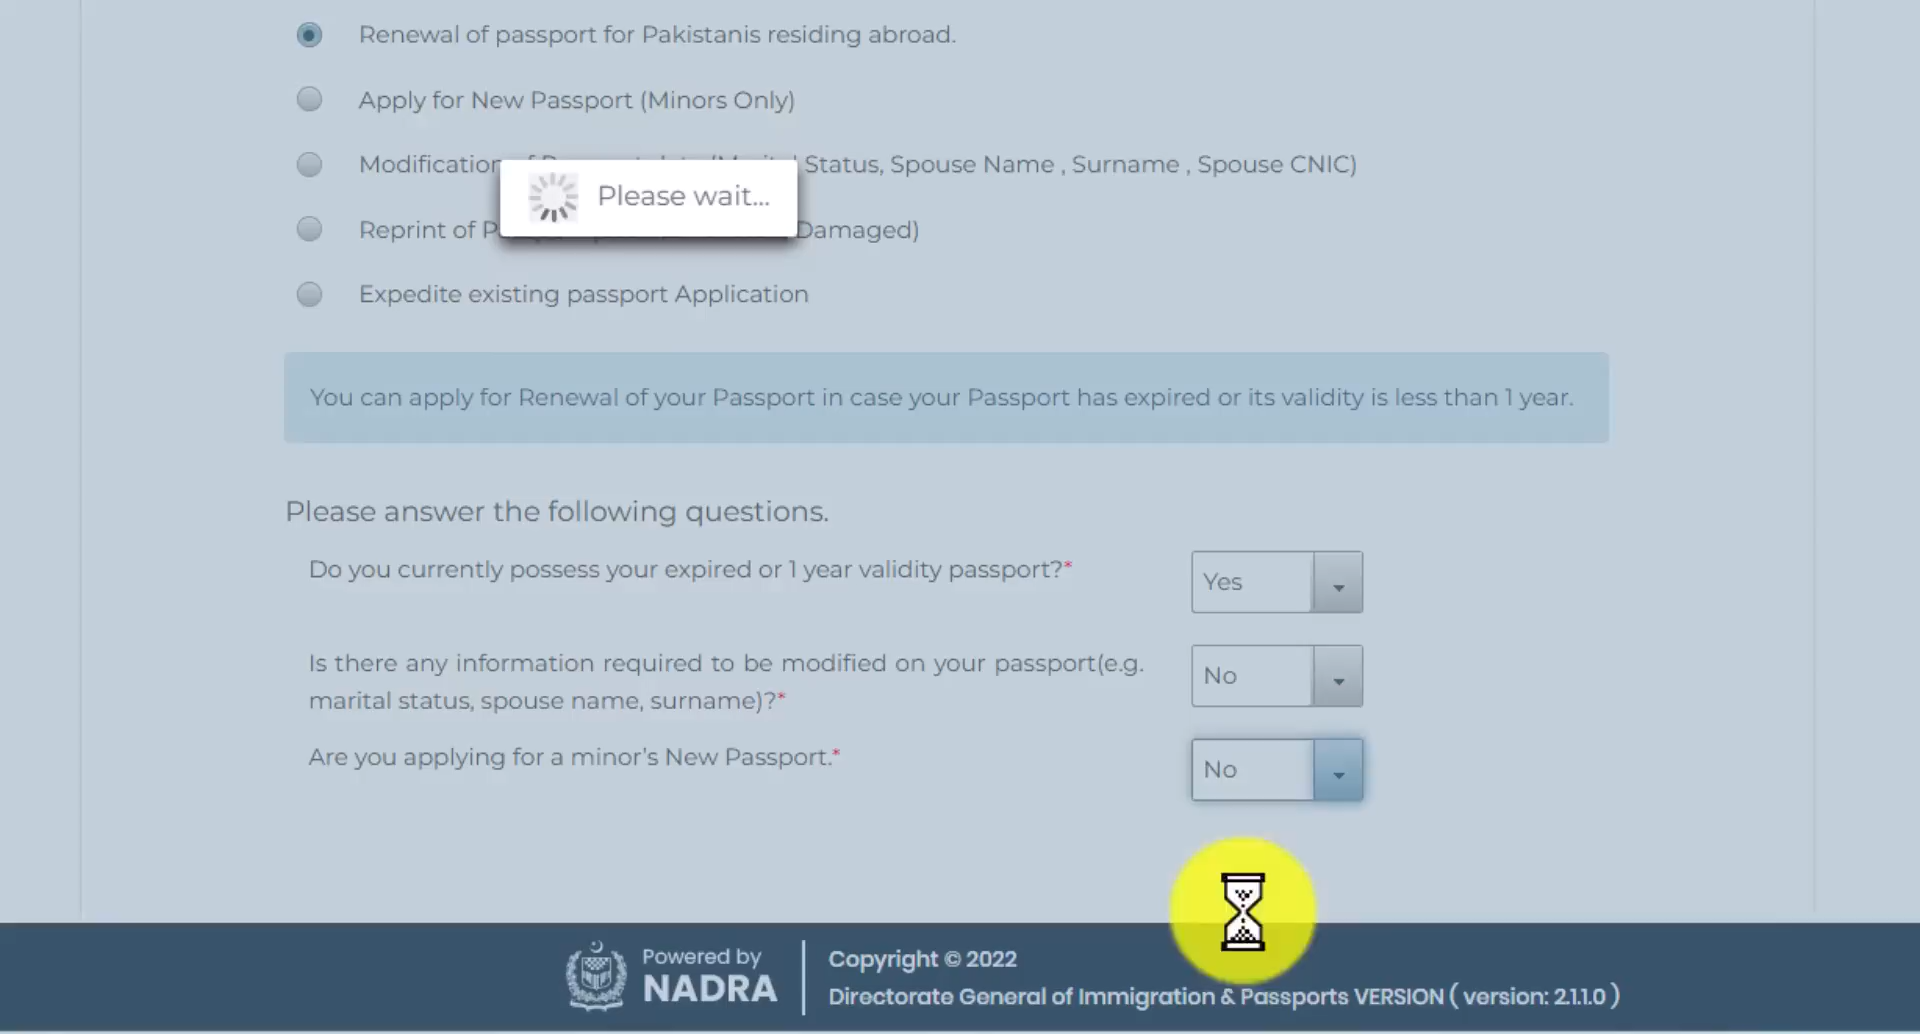 Renewal of passport for Pakistanis residing abroad.
Apply for New Passport (Minors Only)
Modification Status, Spouse Name , Surname , Spouse CNIC)
Please wait...
Reprint of Damaged)
Expedite existing passport Application
You can apply for Renewal of your Passport in case your Passport has expired or its validity is less than 1 year.
Please answer the following questions.
Do you currently possess your expired or 1 year validity passport?* Yes
Is there any information required to be modified on your passport(e.g.
marital status, spouse name, surname)?* No
Are you applying for a minor's New Passport.* No
Powered by
NADRA
Copyright © 2022
Directorate General of Immigration & Passports VERSION ( version: 2.1.1.0 )